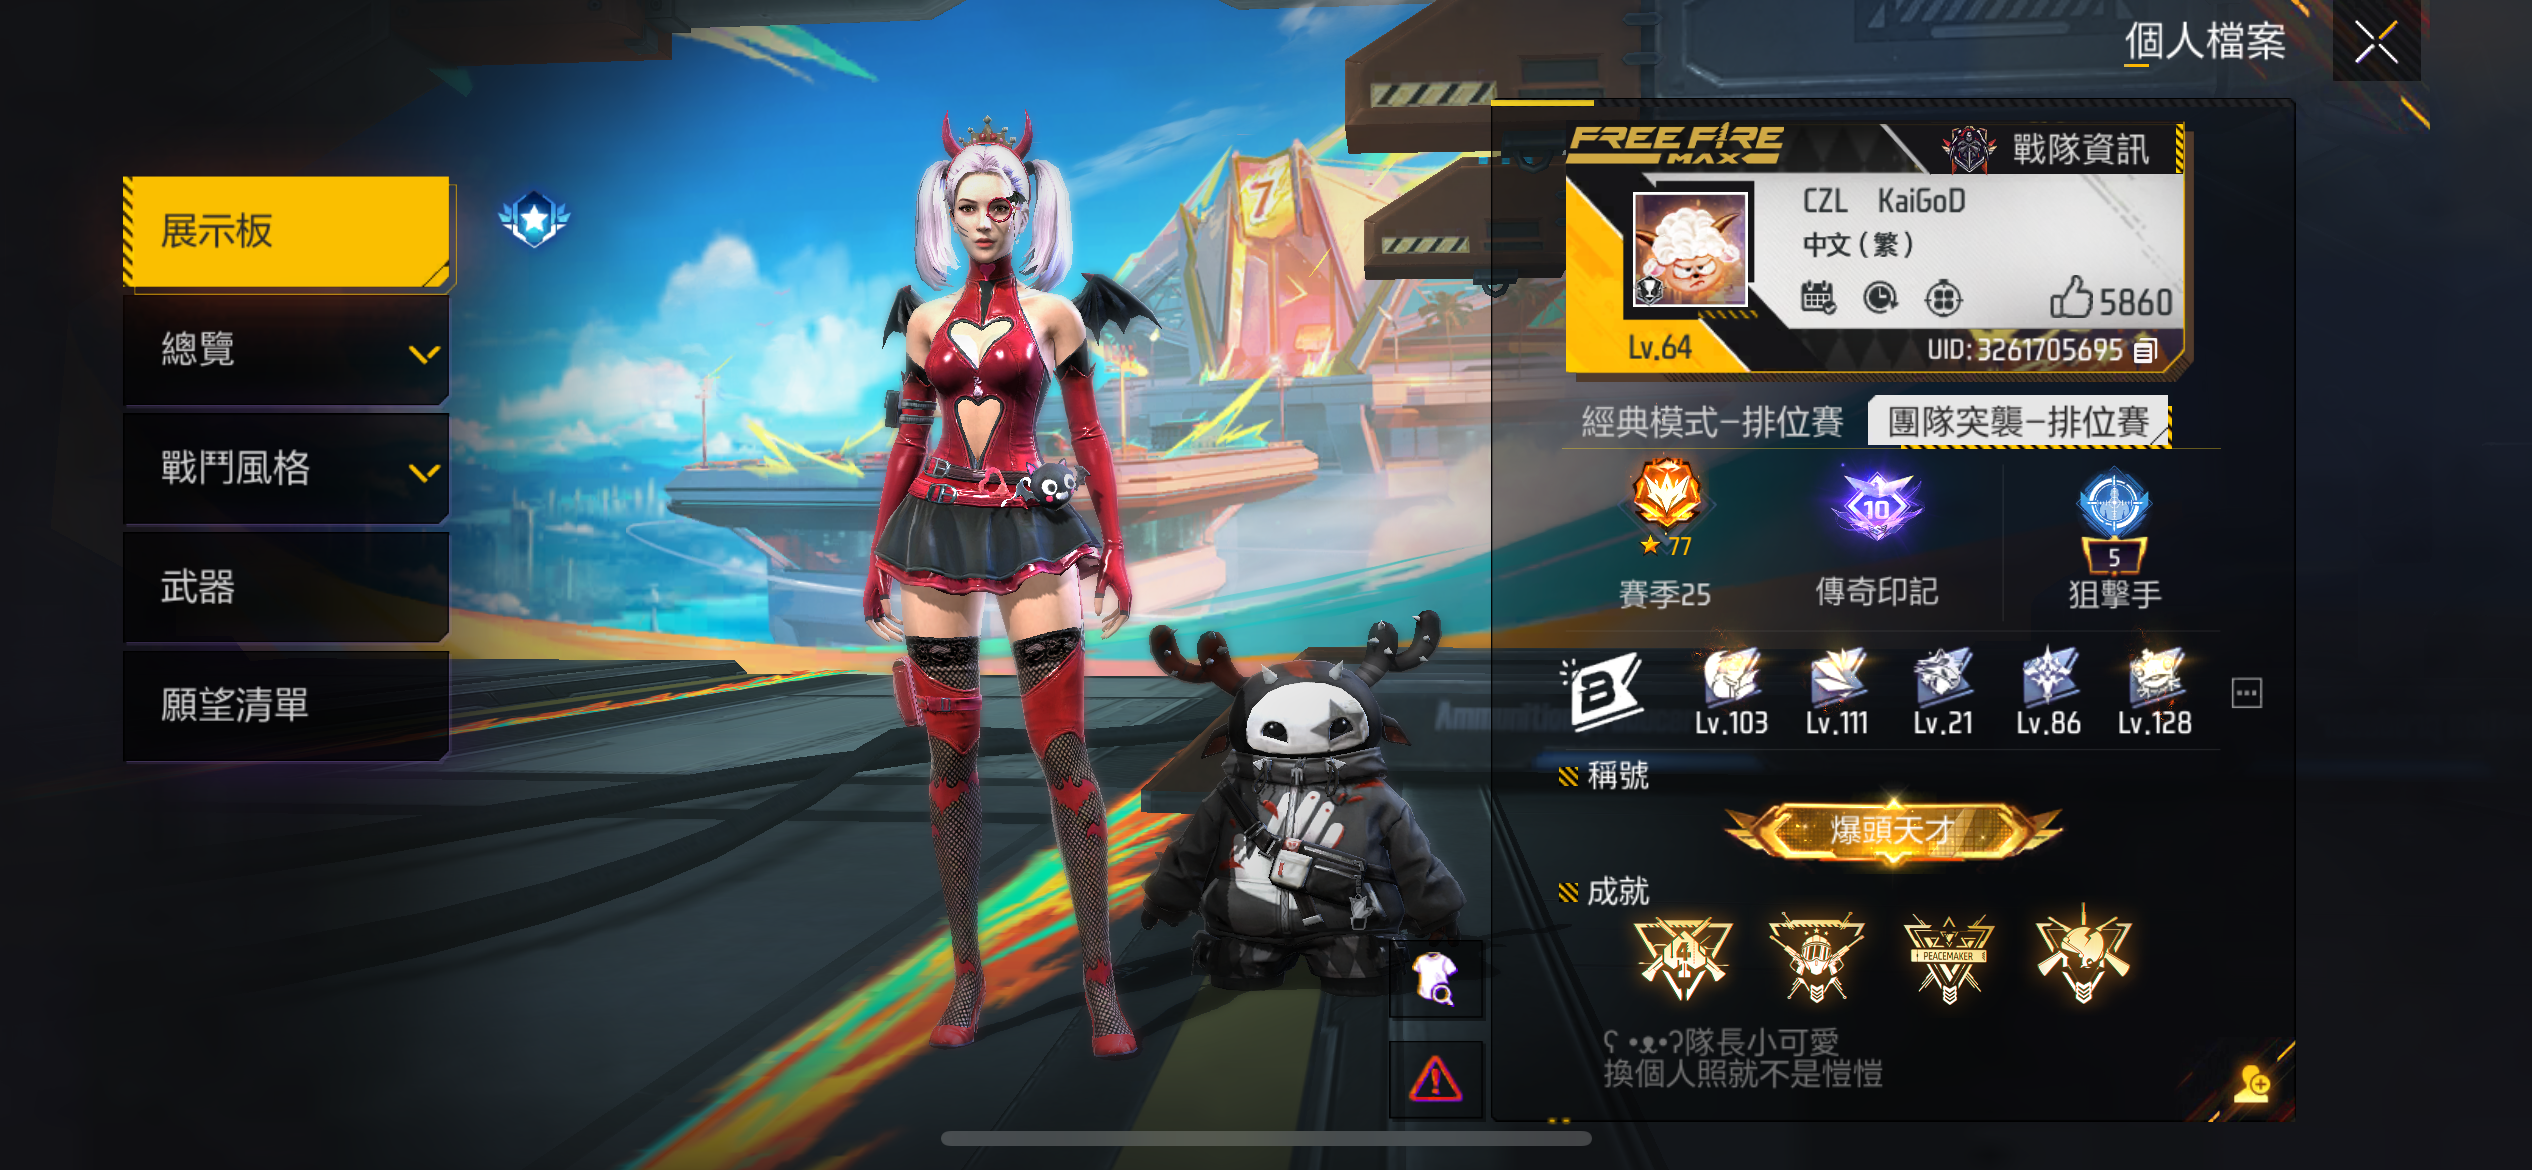 個人檔案
展示板
總覽
戰鬥風格
武器
願望清單
7
FREE FIRE
MAX
戰隊資訊
CZL KaiGoD
中文(繁)
5860
Lv.64
UID:3261705695
經典模式-排位賽
團隊突襲-排位賽
77
10
5
賽季25
傳奇印記
狙擊手
Lv.103
Lv.111
Lv.21
Lv.86
Lv.128
稱號
爆頭天才
成就
4
PEACEMAKER
ʕ •ᴥ•ʔ隊長小可愛
換個人照就不是愷愷